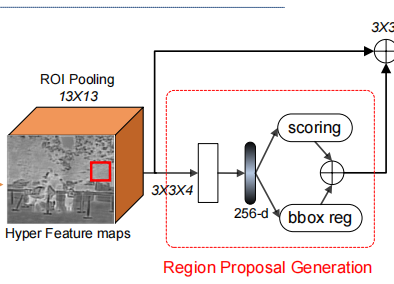 3X3
ROI Pooling
13X13
scoring
3X3X4
256-d
bbox reg
Hyper Feature maps
Region Proposal Generation